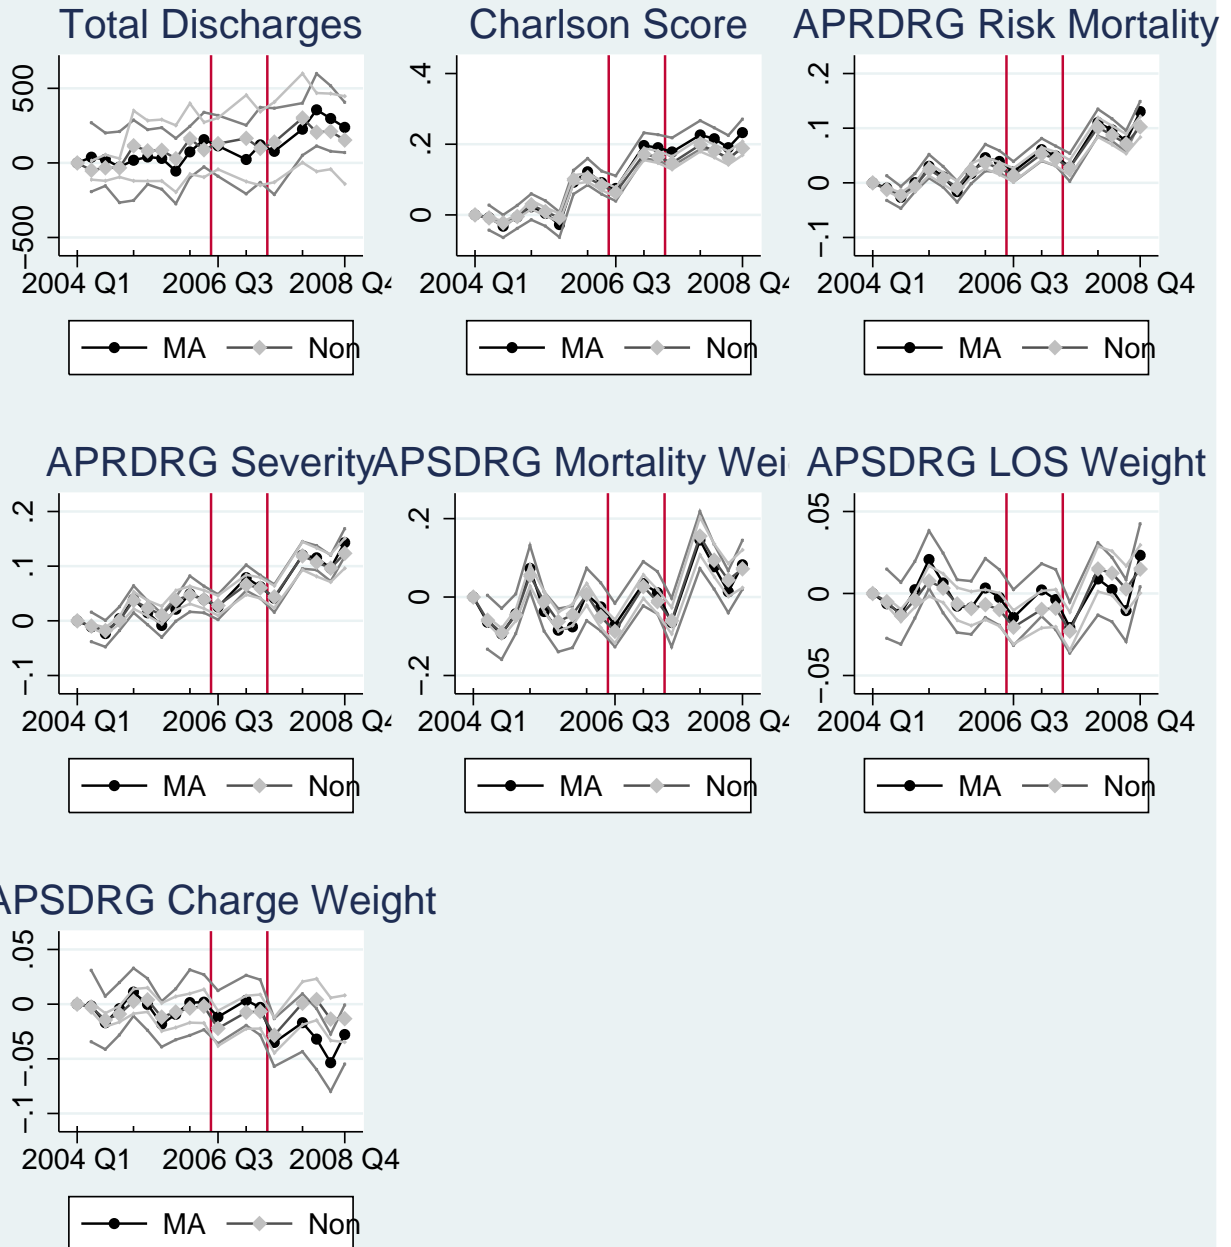 Total Discharges
500
0
−500
2004 Q1 2006 Q3 2008 Q4
MA Non
Charlson Score
.4
.2
0
2004 Q1 2006 Q3 2008 Q4
MA Non
APRDRG Risk Mortality
.2
.1
0
−.1
2004 Q1 2006 Q3 2008 Q4
MA Non
APRDRG Severity
.2
.1
0
−.1
2004 Q1 2006 Q3 2008 Q4
MA Non
APSDRG Mortality Wei
.2
0
−.2
2004 Q1 2006 Q3 2008 Q4
MA Non
APSDRG LOS Weight
.05
0
−.05
2004 Q1 2006 Q3 2008 Q4
MA Non
APSDRG Charge Weight
.05
0
−.05
−.1
2004 Q1 2006 Q3 2008 Q4
MA Non